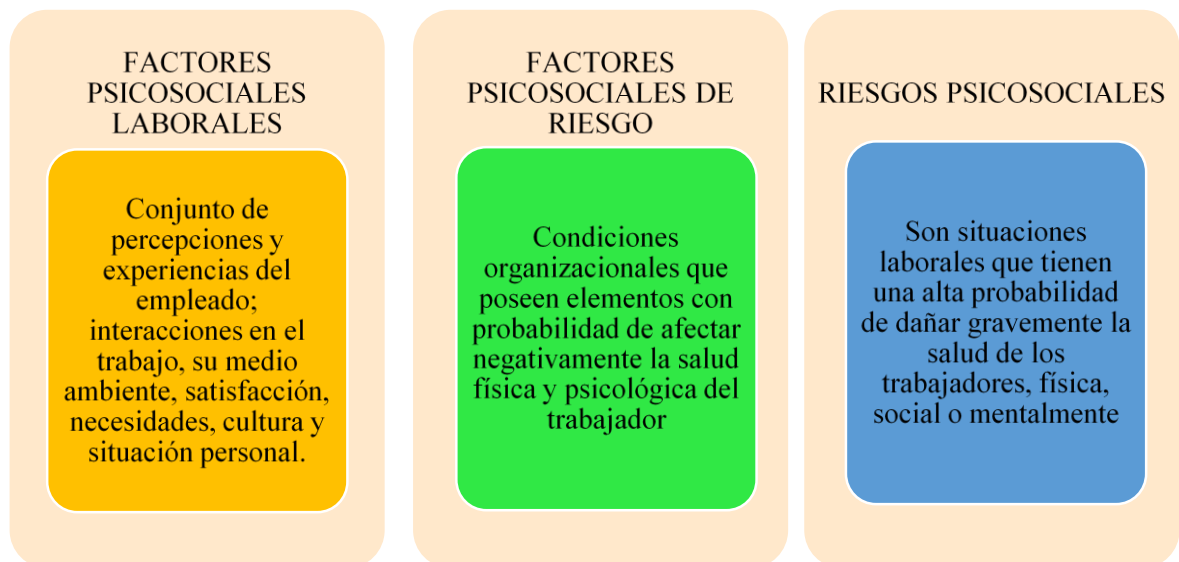 FACTORES
PSICOSOCIALES
LABORALES
Conjunto de
percepciones y
experiencias del
empleado;
interacciones en el
trabajo, su medio
ambiente, satisfacción,
necesidades, cultura y
situación personal.
FACTORES
PSICOSOCIALES DE
RIESGO
Condiciones
organizacionales que
poseen elementos con
probabilidad de afectar
negativamente la salud
física y psicológica del
trabajador
RIESGOS PSICOSOCIALES
Son situaciones
laborales que tienen
una alta probabilidad
de dañar gravemente la
salud de los
trabajadores, física,
social o mentalmente